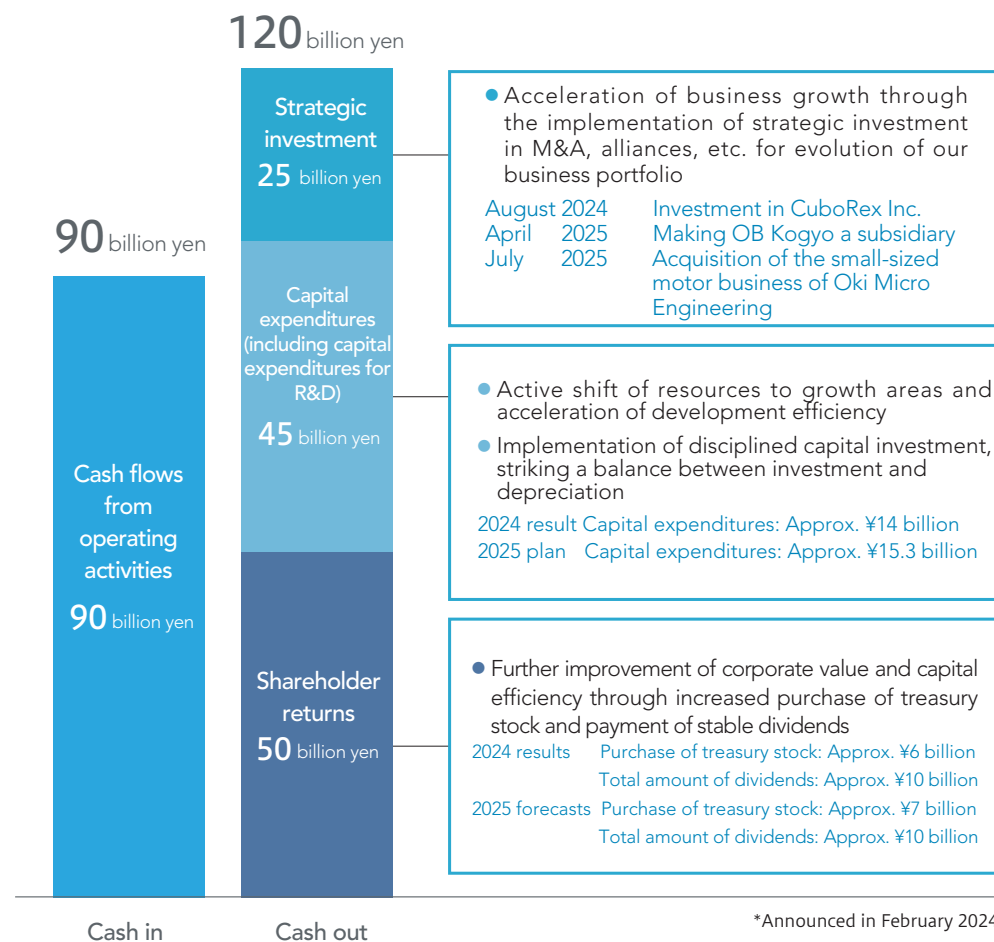 120 billion yen
Strategic
investment
25 billion yen
90 billion yen
Capital
expenditures
(including capital
expenditures for
R&D)
45 billion yen
Cash flows
from
operating
activities
90 billion yen
Shareholder
returns
50 billion yen
Cash in
Cash out
● Acceleration of business growth through
the implementation of strategic investment
in M&A, alliances, etc. for evolution of our
business portfolio
August 2024 Investment in CuboRex Inc.
April 2025 Making OB Kogyo a subsidiary
July 2025 Acquisition of the small-sized
motor business of Oki Micro
Engineering
● Active shift of resources to growth areas and
acceleration of development efficiency
● Implementation of disciplined capital investment,
striking a balance between investment and
depreciation
2024 result Capital expenditures: Approx. ¥14 billion
2025 plan Capital expenditures: Approx. ¥15.3 billion
● Further improvement of corporate value and capital
efficiency through increased purchase of treasury
stock and payment of stable dividends
2024 results Purchase of treasury stock: Approx. ¥6 billion
Total amount of dividends: Approx. ¥10 billion
2025 forecasts Purchase of treasury stock: Approx. ¥7 billion
Total amount of dividends: Approx. ¥10 billion
*Announced in February 2024